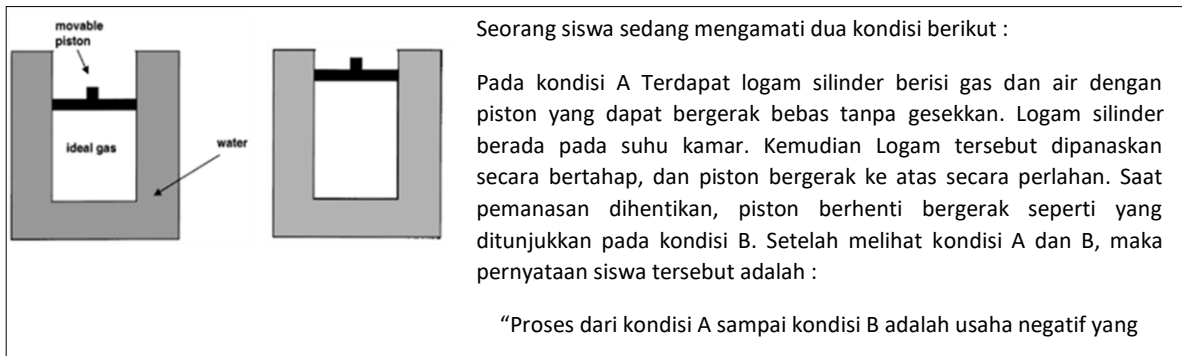 movable
piston
ideal gas
water
Seorang siswa sedang mengamati dua kondisi berikut :
Pada kondisi A Terdapat logam silinder berisi gas dan air dengan
piston yang dapat bergerak bebas tanpa gesekkan. Logam silinder
berada pada suhu kamar. Kemudian Logam tersebut dipanaskan
secara bertahap, dan piston bergerak ke atas secara perlahan. Saat
pemanasan dihentikan, piston berhenti bergerak seperti yang
ditunjukkan pada kondisi B. Setelah melihat kondisi A dan B, maka
pernyataan siswa tersebut adalah :
“Proses dari kondisi A sampai kondisi B adalah usaha negatif yang